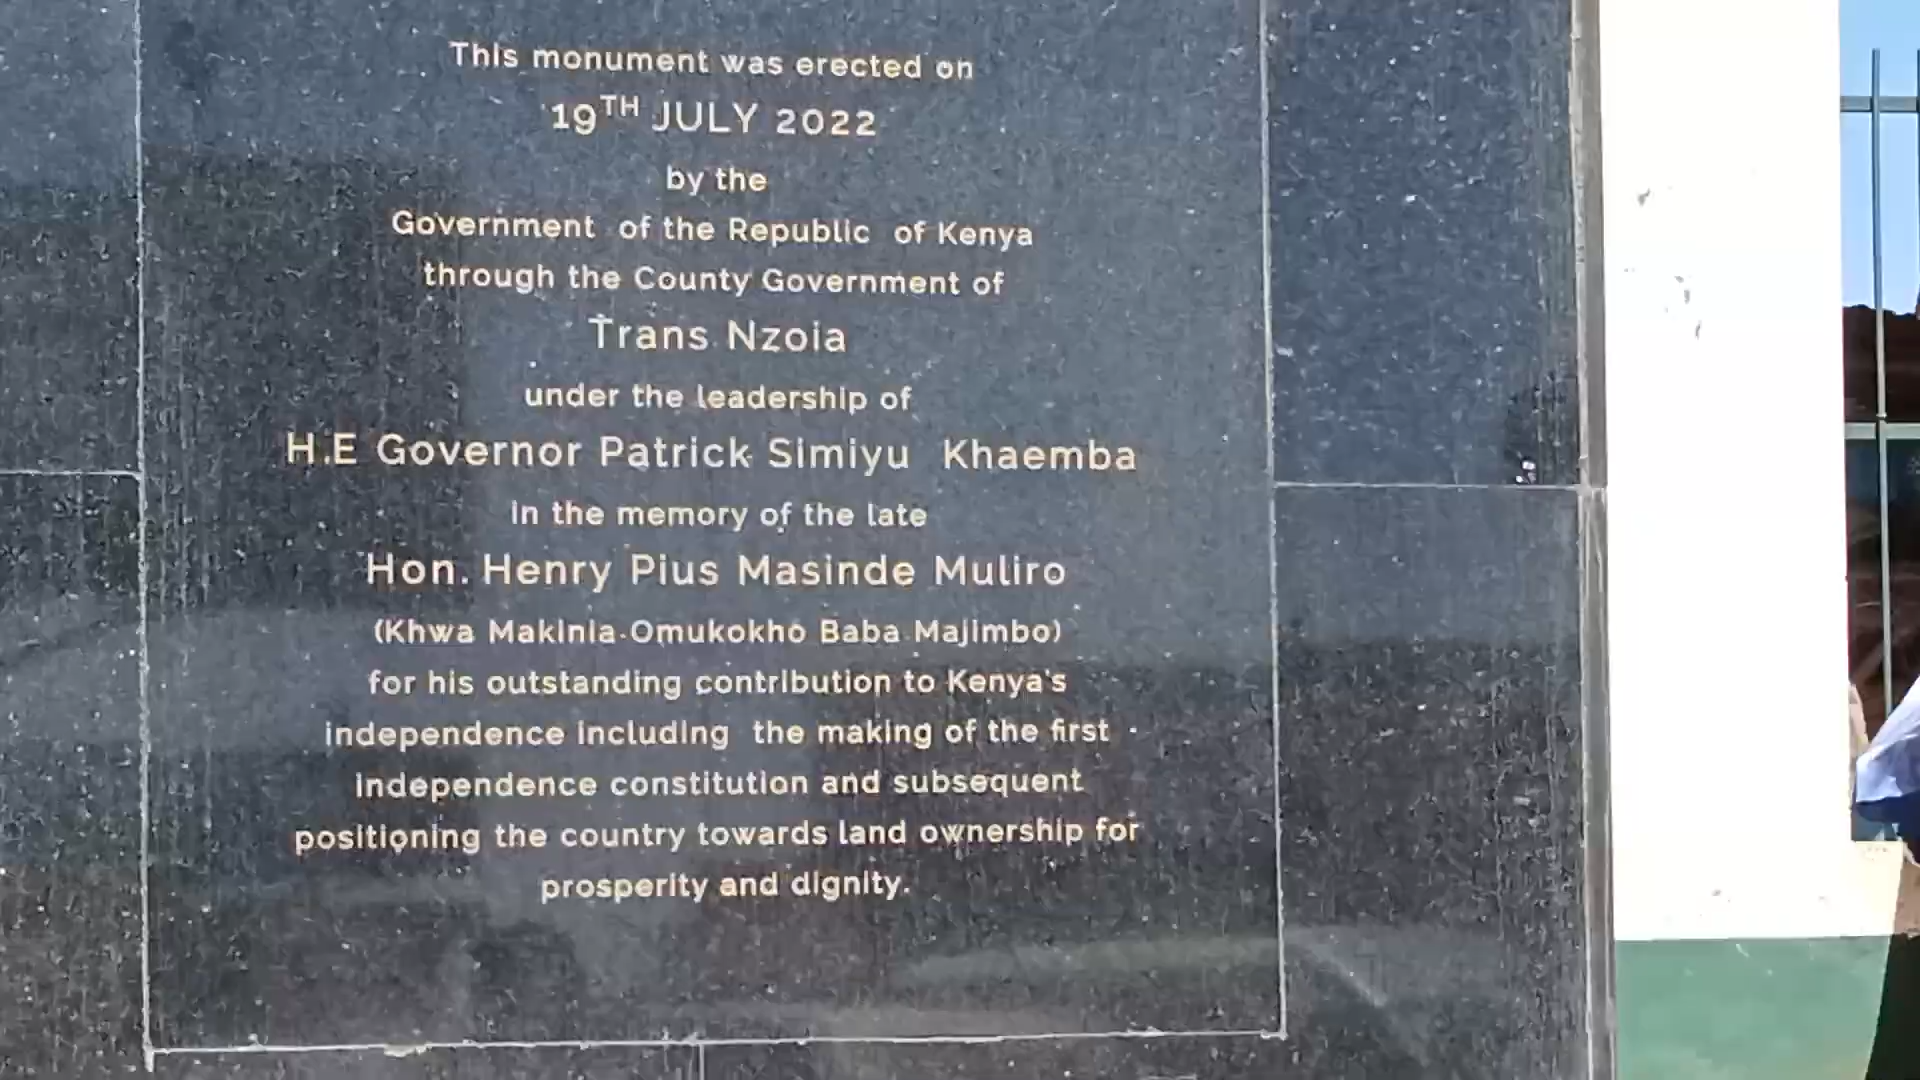 This monument was erected on
19TH JULY 2022
by the
Government of the Republic of Kenya
through the County Government of
Trans Nzoia
under the leadership of
H.E Governor Patrick Simiyu Khaemba
in the memory of the late
Hon. Henry Pius Masinde Muliro
(Khwa Makinia-Omukokho Baba Majimbo)
for his outstanding contribution to Kenya's
independence including the making of the first
independence constitution and subsequent
positioning the country towards land ownership for
prosperity and dignity.